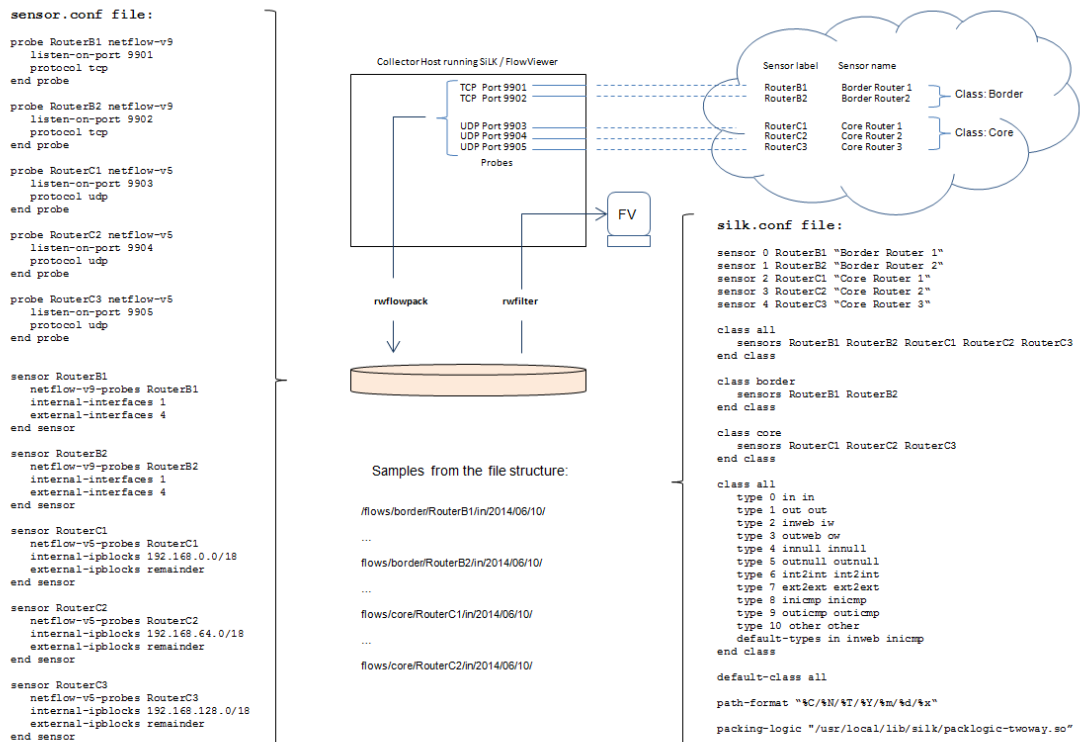 sensor.conf file:
probe RouterB1 netflow-v9
listen-on-port 9901
protocol tcp
end probe
probe RouterB2 netflow-v9
listen-on-port 9902
protocol tcp
end probe
probe RouterC1 netflow-v5
listen-on-port 9903
protocol udp
end probe
probe RouterC2 netflow-v5
listen-on-port 9904
protocol udp
end probe
probe RouterC3 netflow-v5
listen-on-port 9905
protocol udp
end probe
sensor RouterB1
netflow-v9-probes RouterB1
internal-interfaces 1
external-interfaces 4
end sensor
sensor RouterB2
netflow-v9-probes RouterB2
internal-interfaces 1
external-interfaces 4
end sensor
sensor RouterC1
netflow-v5-probes RouterC1
internal-ipblocks 192.168.0.0/18
external-ipblocks remainder
end sensor
sensor RouterC2
netflow-v5-probes RouterC2
internal-ipblocks 192.168.64.0/18
external-ipblocks remainder
end sensor
sensor RouterC3
netflow-v5-probes RouterC3
internal-ipblocks 192.168.128.0/18
external-ipblocks remainder
end sensor
Collector Host running SiLK / FlowViewer
TCP Port 9901
TCP Port 9902
UDP Port 9903
UDP Port 9904
UDP Port 9905
Probes
FV
rwflowpack
rwfilter
Samples from the file structure:
/flows/border/RouterB1/in/2014/06/10/
...
flows/border/RouterB2/in/2014/06/10/
...
flows/core/RouterC1/in/2014/06/10/
...
flows/core/RouterC2/in/2014/06/10/
Sensor label Sensor name
RouterB1 Border Router 1
RouterB2 Border Router2
Class: Border
RouterC1 Core Router 1
RouterC2 Core Router 2
RouterC3 Core Router 3
Class: Core
silk.conf file:
sensor 0 RouterB1 “Border Router 1“
sensor 1 RouterB2 “Border Router 2“
sensor 2 RouterC1 “Core Router 1“
sensor 3 RouterC2 “Core Router 2“
sensor 4 RouterC3 “Core Router 3“
class all
sensors RouterB1 RouterB2 RouterC1 RouterC2 RouterC3
end class
class border
sensors RouterB1 RouterB2
end class
class core
sensors RouterC1 RouterC2 RouterC3
end class
class all
type 0 in in
type 1 out out
type 2 inweb iw
type 3 outweb ow
type 4 innull innull
type 5 outnull outnull
type 6 int2int int2int
type 7 ext2ext ext2ext
type 8 inicmp inicmp
type 9 outicmp outicmp
type 10 other other
default-types in inweb inicmp
end class
default-class all
path-format “%C/%N/%T/%Y/%m/%d/%x“
packing-logic "/usr/local/lib/silk/packlogic-twoway.so”